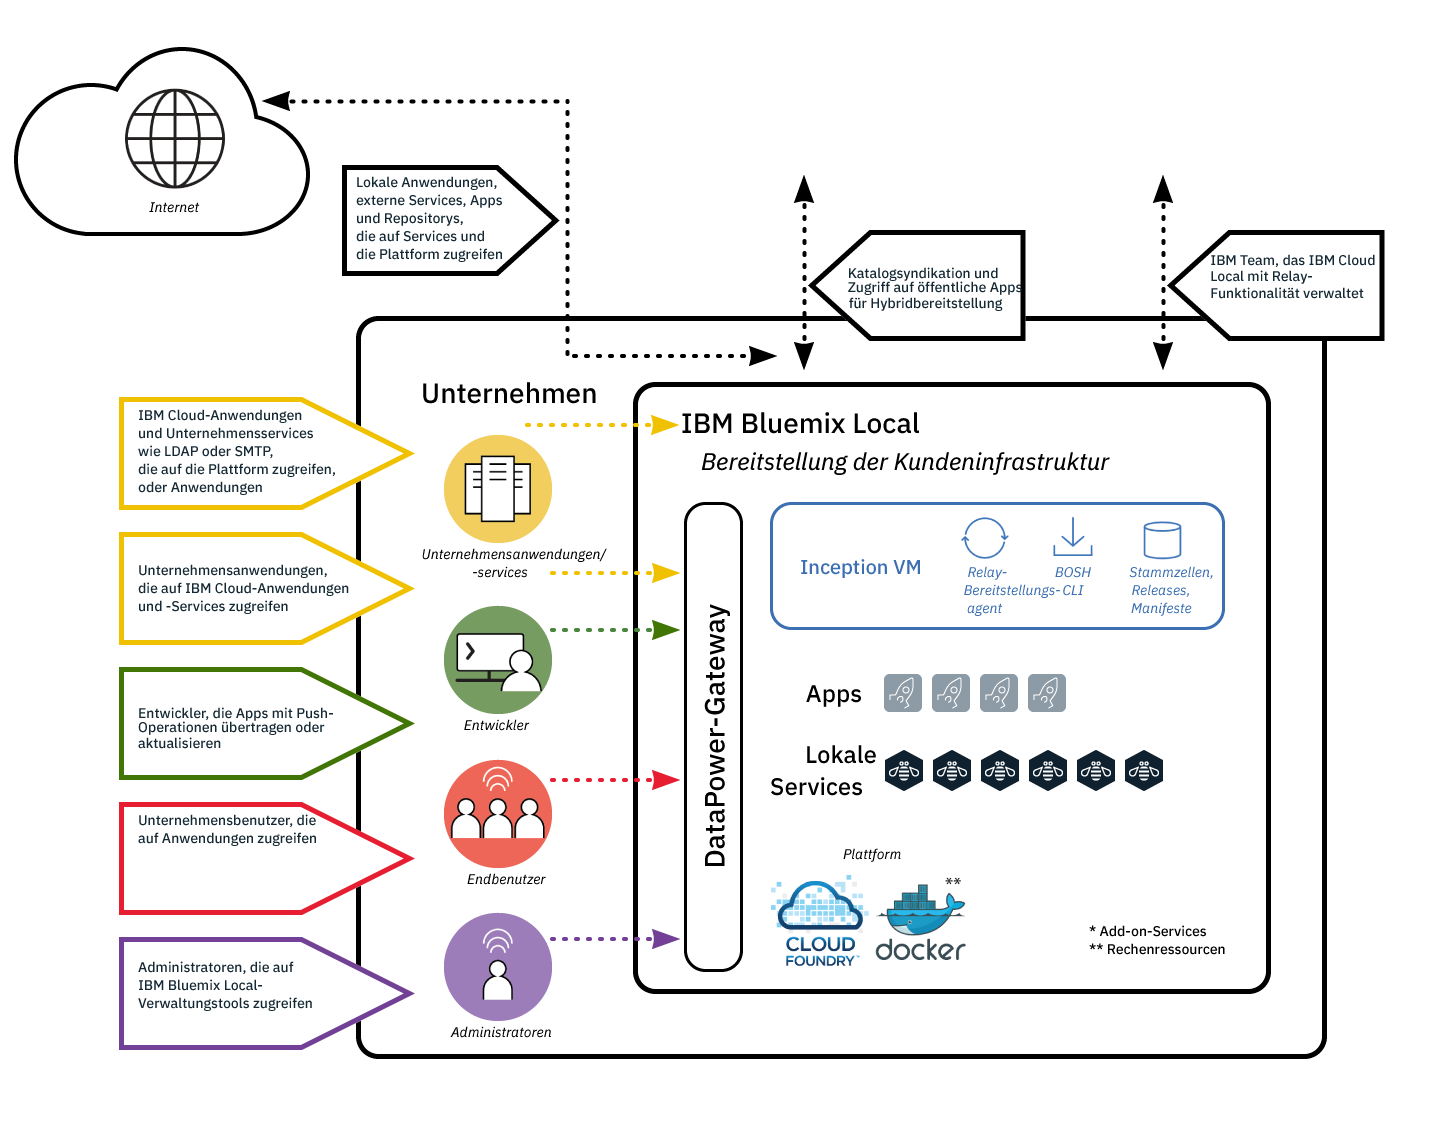 Internet
Lokale Anwendungen,
externe Services, Apps
und Repositorys,
die auf Services und
die Plattform zugreifen
Katalogsyndikation und
Zugriff auf öffentliche Apps
für Hybridbereitstellung
IBM Team, das IBM Cloud
Local mit Relay-
Funktionalität verwaltet
IBM Cloud-Anwendungen
und Unternehmensservices
wie LDAP oder SMTP,
die auf die Plattform zugreifen,
oder Anwendungen
Unternehmensanwendungen,
die auf IBM Cloud-Anwendungen
und -Services zugreifen
Entwickler, die Apps mit Push-
Operationen übertragen oder
aktualisieren
Unternehmensbenutzer, die
auf Anwendungen zugreifen
Administratoren, die auf
IBM Bluemix Local-
Verwaltungstools zugreifen
Unternehmen
Unternehmensanwendungen/
-services
Entwickler
Endbenutzer
Administratoren
IBM Bluemix Local
Bereitstellung der Kundeninfrastruktur
DataPower-Gateway
Inception VM
Relay-
Bereitstellungs-
agent
BOSH
CLI
Stammzellen,
Releases,
Manifeste
Apps
Lokale
Services
Plattform
CLOUD
FOUNDRY™
**
docker
* Add-on-Services
** Rechenressourcen